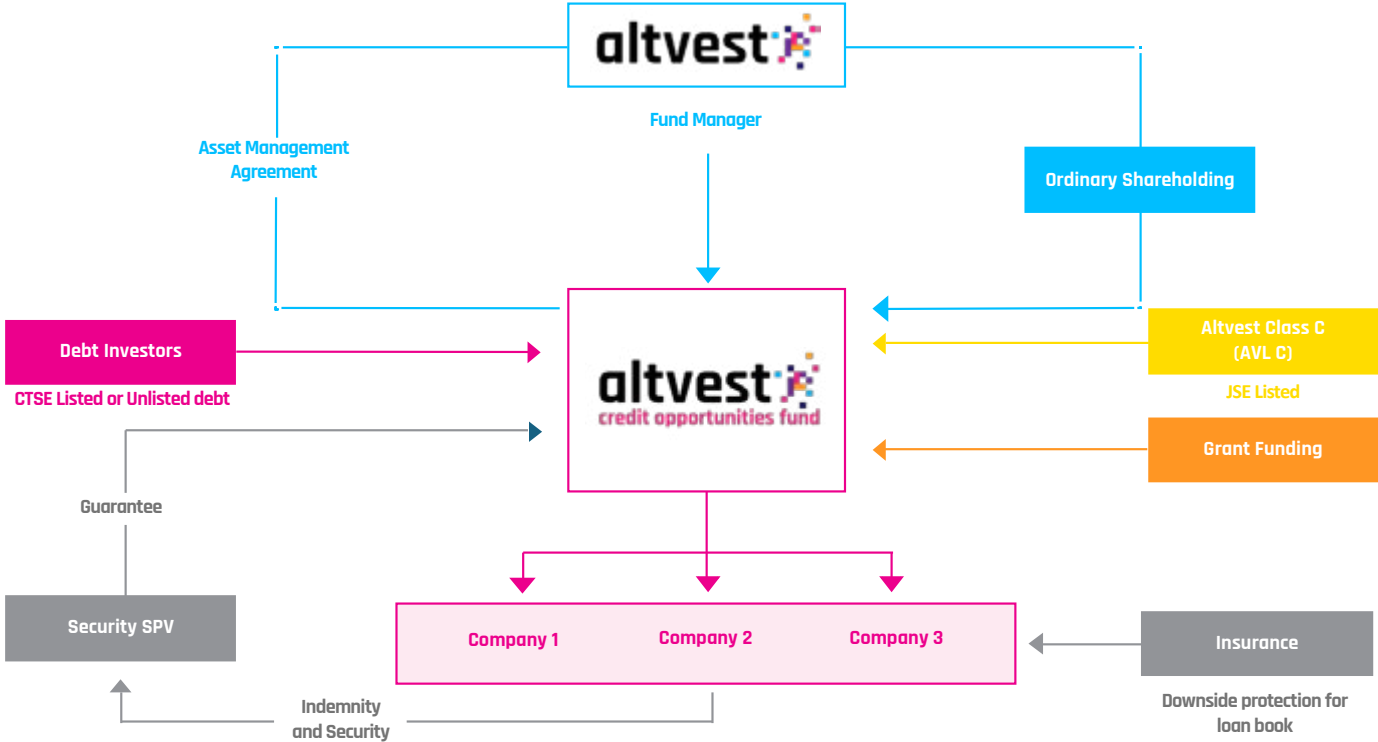 altvest
Fund Manager
Asset Management
Agreement
Ordinary Shareholding
Debt Investors
CTSE Listed or Unlisted debt
altvest
credit opportunities fund
Altvest Class C
(AVL C)
JSE Listed
Grant Funding
Guarantee
Security SPV
Company 1
Company 2
Company 3
Insurance
Downside protection for
loan book
Indemnity
and Security